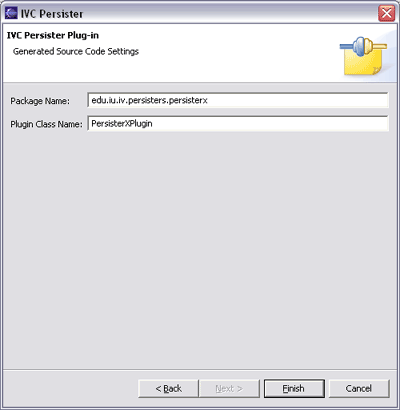 IVC Persister
IVC Persister Plug-in
Generated Source Code Settings
Package Name: edu.iu.iv.persisters.persisterx
Plugin Class Name: PersisterXPlugin
< Back Next > Finish Cancel